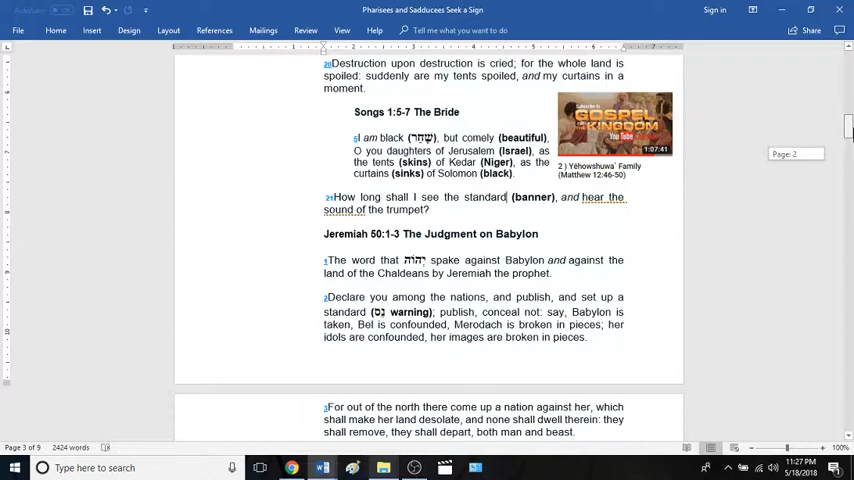 AutoSave Off
Pharisees and Sadducees Seek a Sign
Sign in
File Home Insert Design Layout References Mailings Review View Help Tell me what you want to do Share
20Destruction upon destruction is cried; for the whole land is
spoiled: suddenly are my tents spoiled, and my curtains in a
moment.
Songs 1:5-7 The Bride
5I am black (שָׁחַר), but comely (beautiful),
O you daughters of Jerusalem (Israel), as
the tents (skins) of Kedar (Niger), as the
curtains (sinks) of Solomon (black).
Subscribe to
GOSPEL
OF THE
KINGDOM
You Tube
1:07:41
2 ) Yéhowshuwa` Family
(Matthew 12:46-50)
Page: 2
21How long shall I see the standard (banner), and hear the
sound of the trumpet?
Jeremiah 50:1-3 The Judgment on Babylon
1The word that יְהוֹה spake against Babylon and against the
land of the Chaldeans by Jeremiah the prophet.
2Declare you among the nations, and publish, and set up a
standard (נֵס warning); publish, conceal not: say, Babylon is
taken, Bel is confounded, Merodach is broken in pieces; her
idols are confounded, her images are broken in pieces.
3For out of the north there come up a nation against her, which
shall make her land desolate, and none shall dwell therein: they
shall remove, they shall depart, both man and beast.
Page 3 of 9 2424 words 100%
Type here to search
11:27 PM
5/18/2018